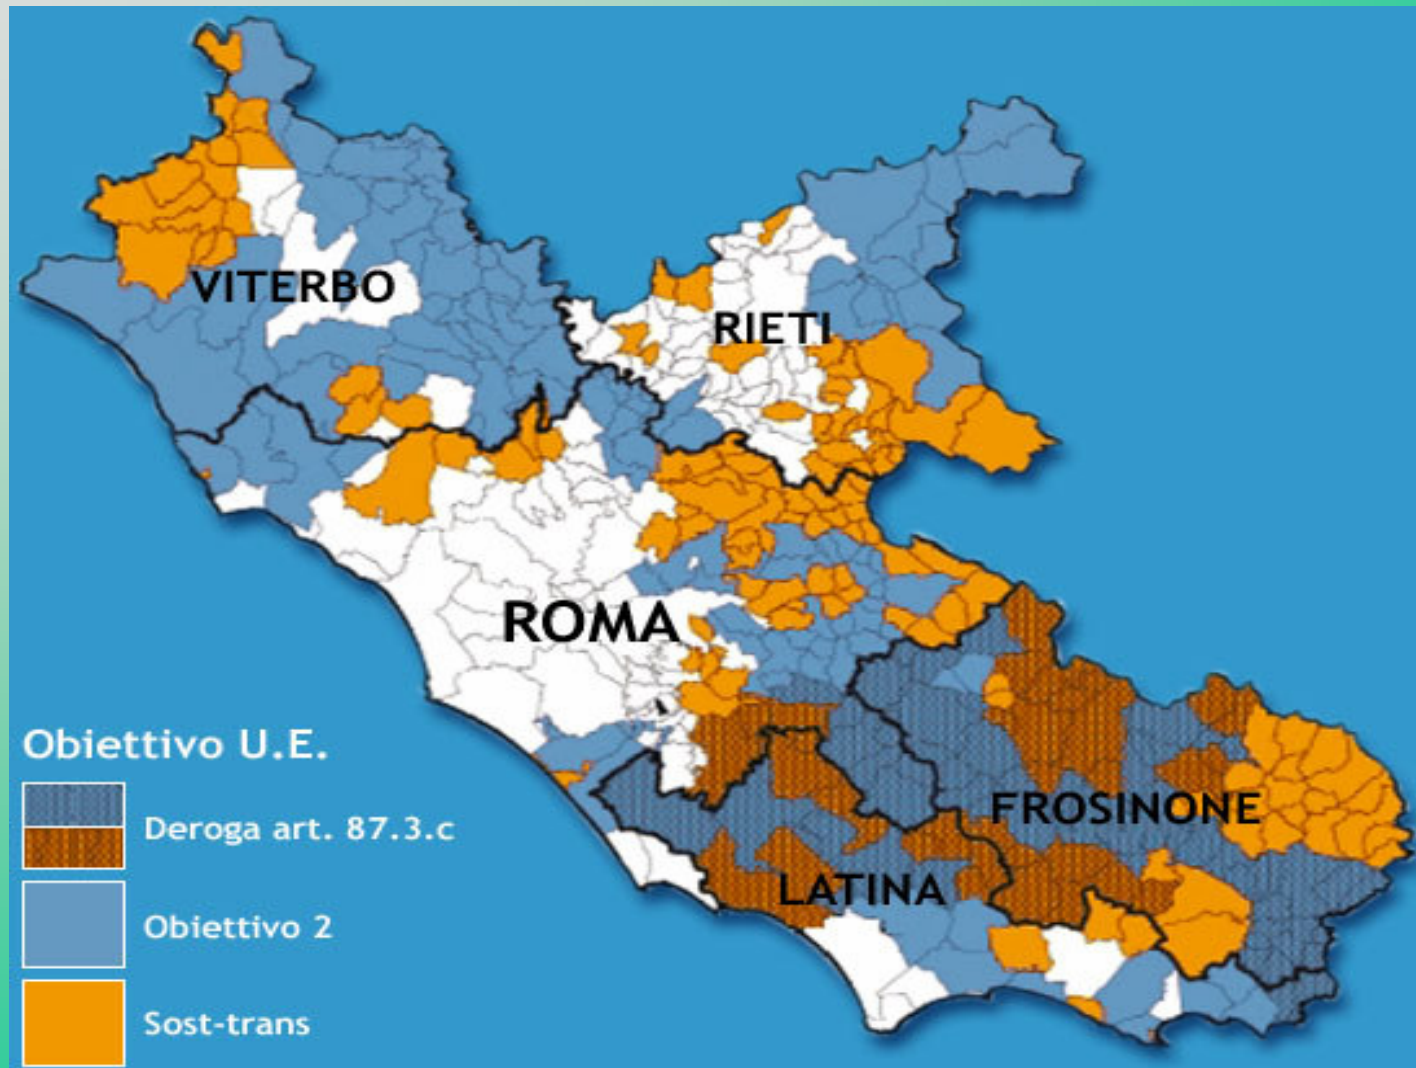 VITERBO
RIETI
ROMA
FROSINONE
LATINA
Obiettivo U.E.
Deroga art. 87.3.c
Obiettivo 2
Sost-trans